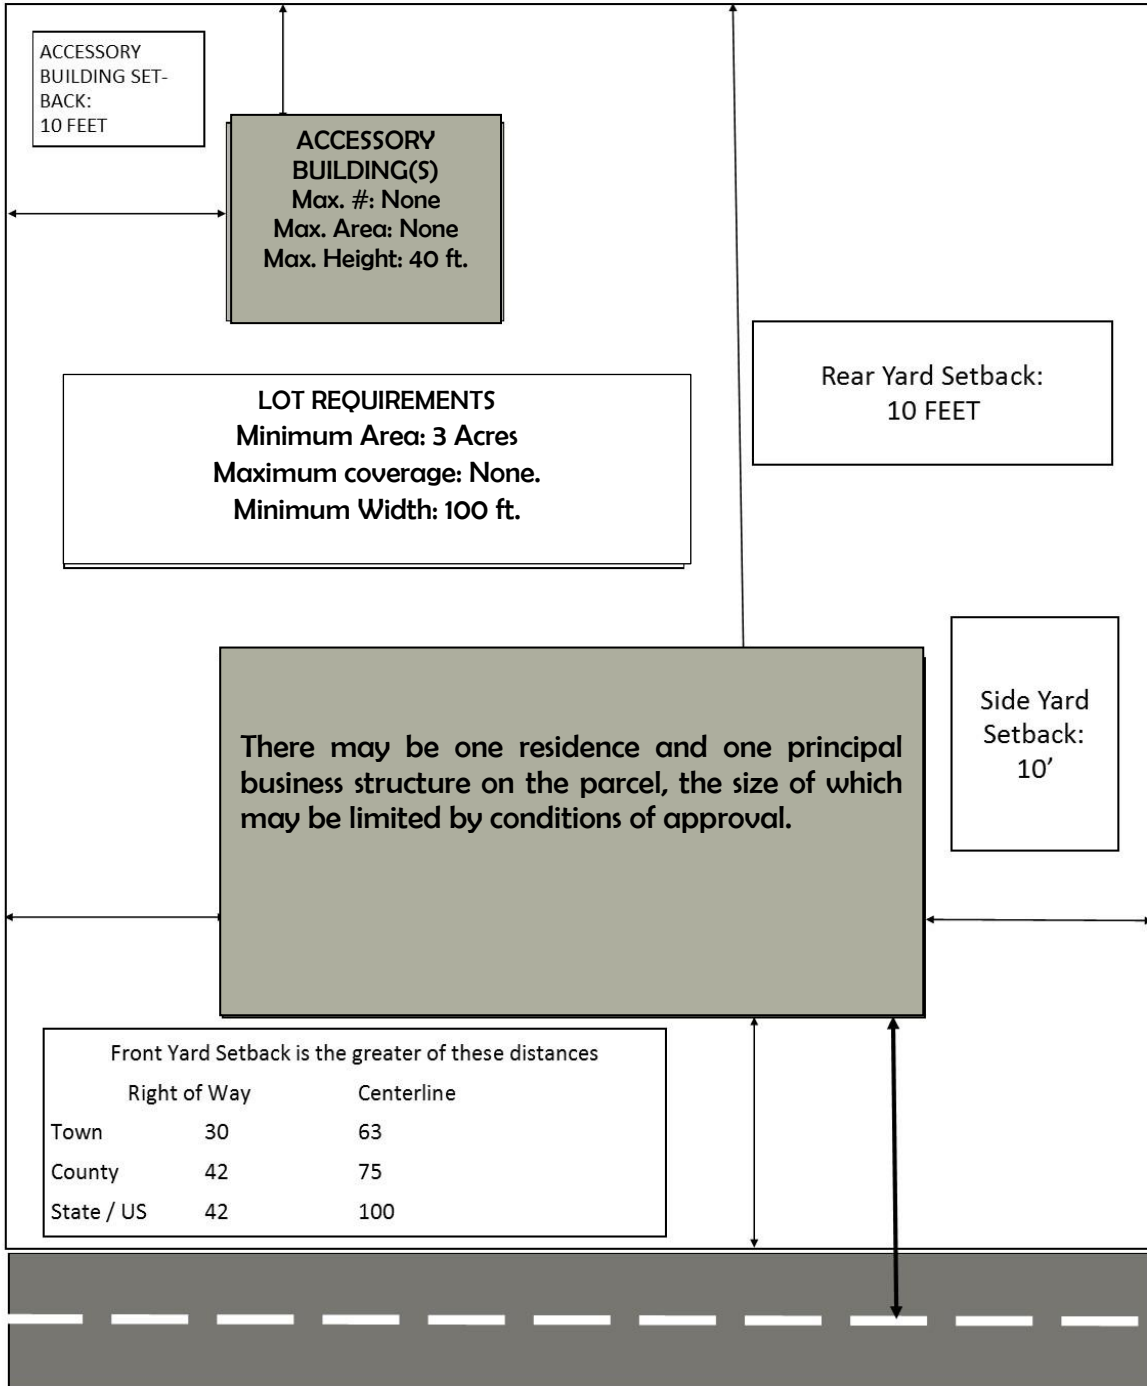 ACCESSORY
BUILDING SET-
BACK:
10 FEET
ACCESSORY
BUILDING(S)
Max. #: None
Max. Area: None
Max. Height: 40 ft.
LOT REQUIREMENTS
Minimum Area: 3 Acres
Maximum coverage: None.
Minimum Width: 100 ft.
Rear Yard Setback:
10 FEET
There may be one residence and one principal
business structure on the parcel, the size of which
may be limited by conditions of approval.
Side Yard
Setback:
10’
Front Yard Setback is the greater of these distances
Right of Way Centerline
Town 30 63
County 42 75
State / US 42 100